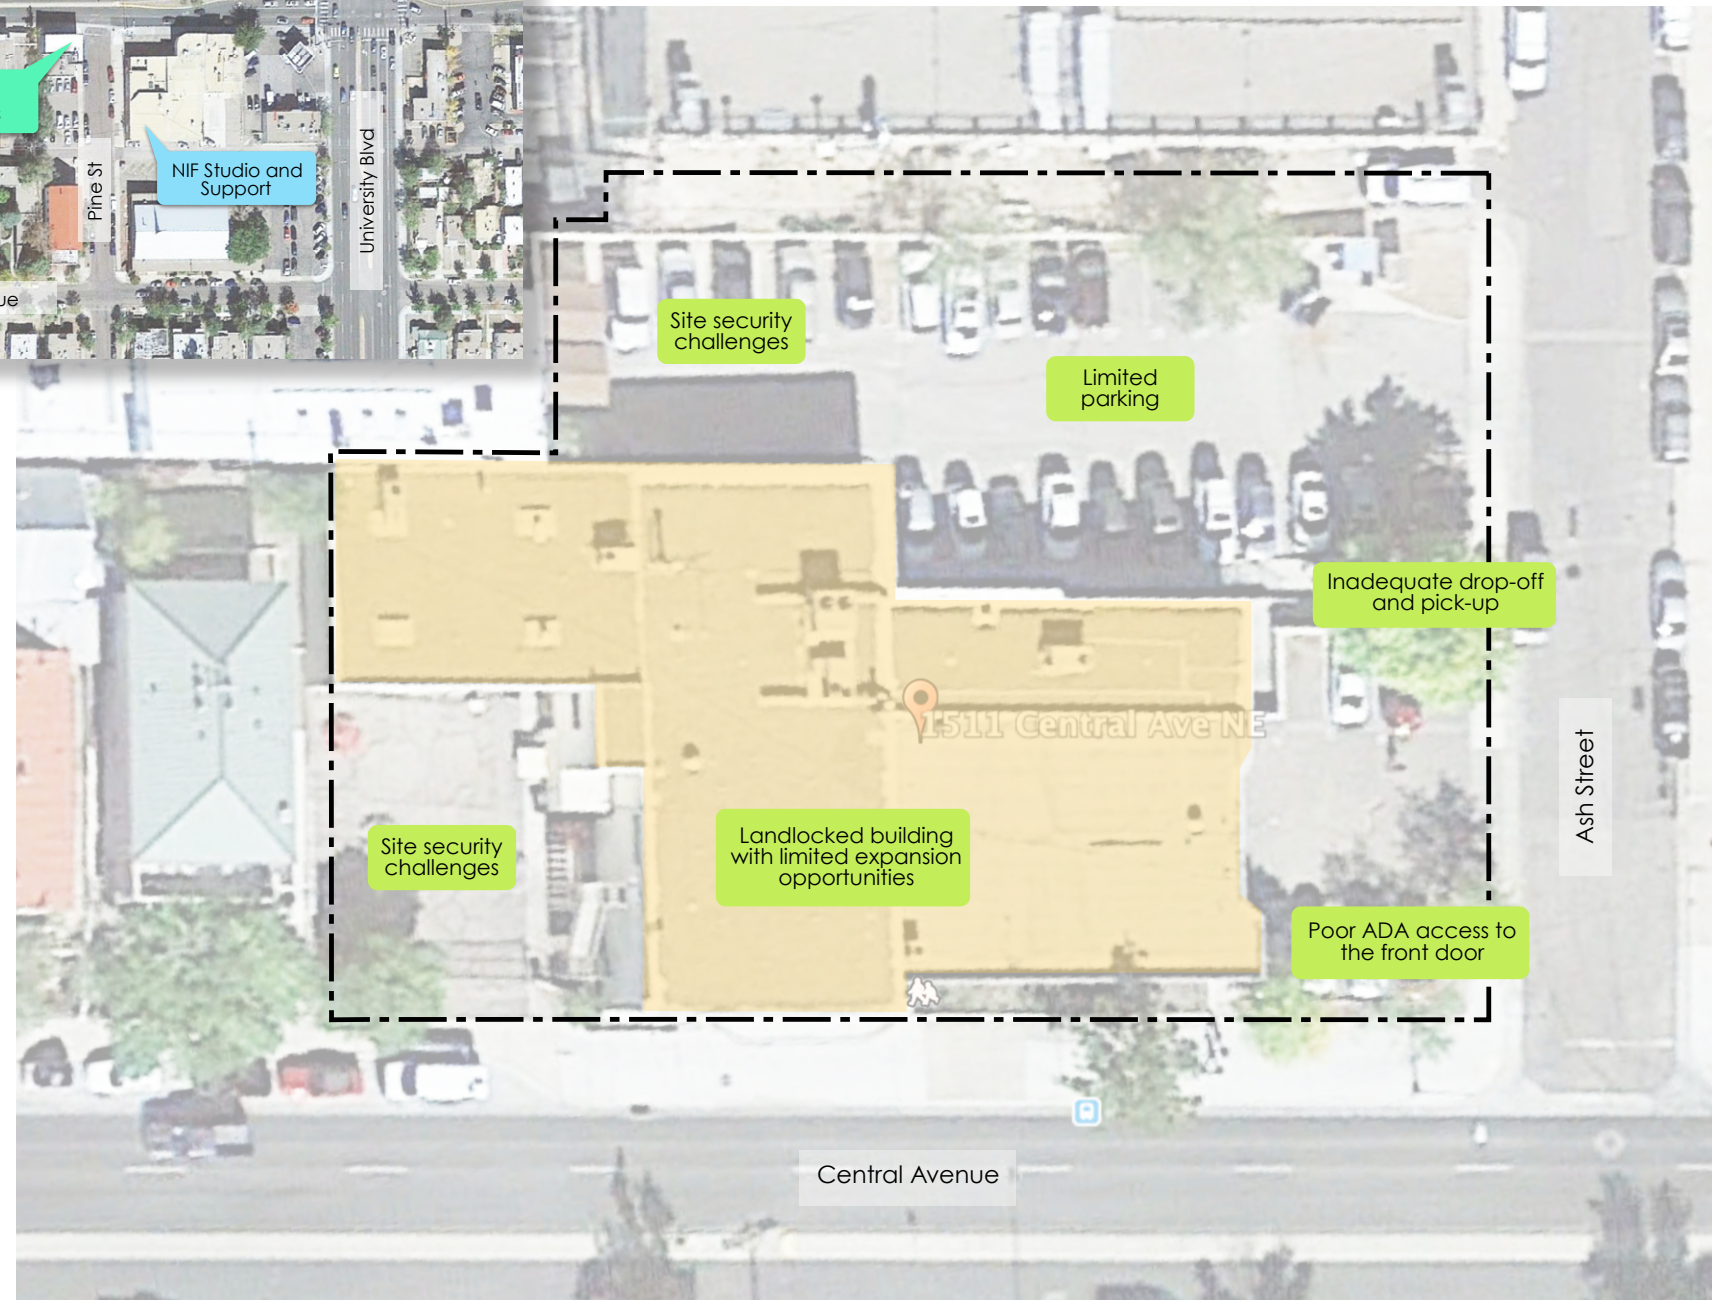 Pine St
NIF Studio and
Support
University Blvd
ue
Site security
challenges
Limited
parking
Inadequate drop-off
and pick-up
1511 Central Ave NE
Ash Street
Site security
challenges
Landlocked building
with limited expansion
opportunities
Poor ADA access to
the front door
Central Avenue